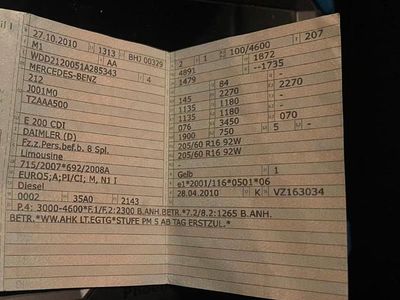 27.10.2010 1313 BHJ 00329
M1 AA
WDD2120051A285343 4
MERCEDES-BENZ
212
J001M0
TZAAA500
E 200 CDI
DAIMLER (D)
Fz.z.Pers.bef.b. 8 Spl.
Limousine
715/2007*692/2008A
EURO5;A;PI/CI; M, N1 I
Diesel
0002 35A0 2143
P.4: 3000-4600*F.1/F.2:2300 B.ANH.BETR.*7.2/8.2:1265 B.ANH.
BETR.*WW.AHK LT.EGTG*STUFE PM 5 AB TAG ERSTZUL.*
2 1 100/4600 207
4891 1872
1479 --1735
- 84 -
145 2270 2270
1135 1180 -
1135 1180 -
076 3450 070
1900 750 5 -
205/60 R16 92W
205/60 R16 92W
-
Gelb 1
e1*2001/116*0501*06
28.04.2010 K VZ163034